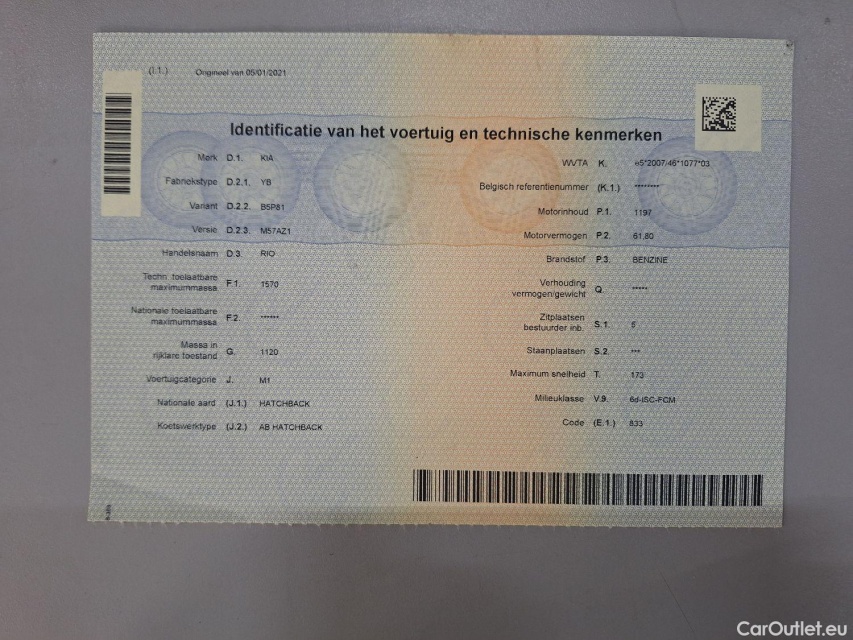 (I.1.) Origineel van 05/01/2021
Identificatie van het voertuig en technische kenmerken
Merk D.1. KIA
Fabriekstype D.2.1. YB
Variant D.2.2. B5P81
Versie D.2.3. M57AZ1
Handelsnaam D.3. RIO
Techn. toelaatbare
maximummassa F.1. 1570
Nationale toelaatbare
maximummassa F.2. ******
Massa in
rijklare toestand G. 1120
Voertuigcategorie J. M1
Nationale aard (J.1.) HATCHBACK
Koetswerktype (J.2.) AB HATCHBACK
WVTA K. e5*2007/46*1077*03
Belgisch referentienummer (K.1.) ********
Motorinhoud P.1. 1197
Motorvermogen P.2. 61.80
Brandstof P.3. BENZINE
Verhouding
vermogen/gewicht Q. *****
Zitplaatsen
bestuurder inb. S.1. 5
Staanplaatsen S.2. ***
Maximum snelheid T. 173
Milieuklasse V.9. 6d-ISC-FCM
Code (E.1.) 833
CarOutlet.eu